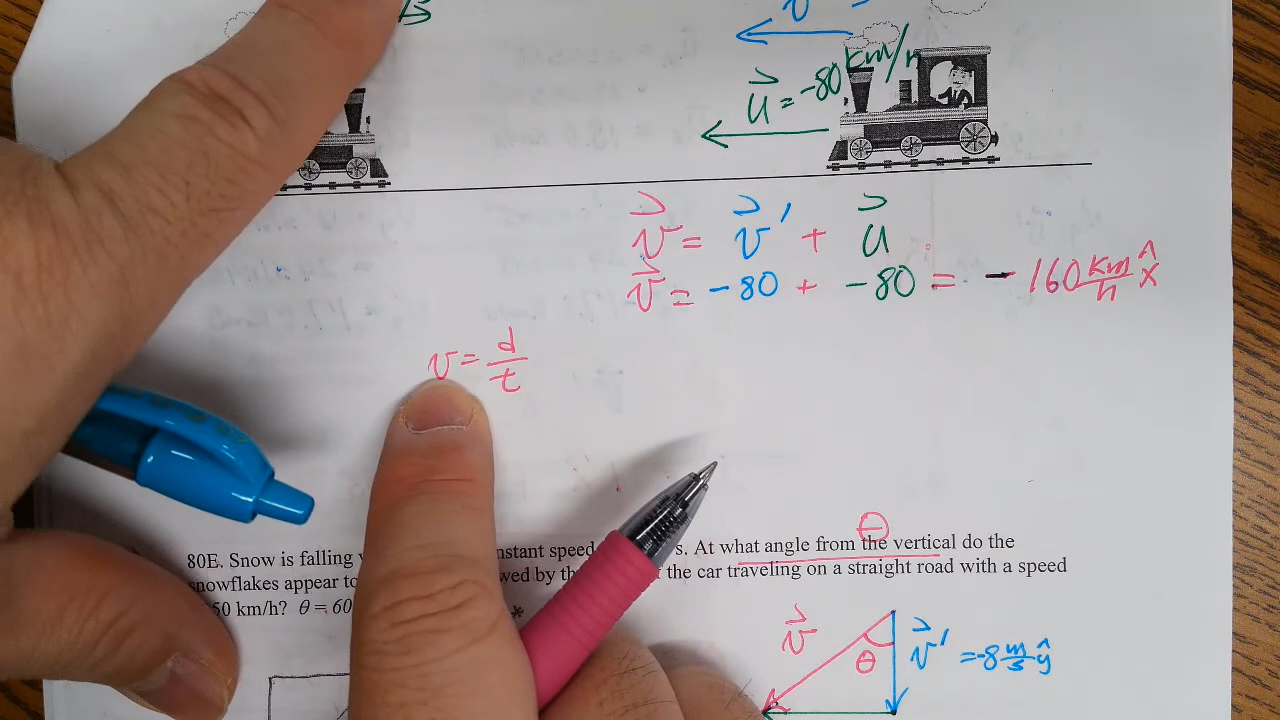 u⃗ = -80 km/h
v⃗ = v⃗' + u⃗
v⃗ = -80 + -80 = -160 km/h x̂
v = d/t
θ
80E. Snow is falling nstant speed s. At what angle from the vertical do the
snowflakes appear to wed by th f the car traveling on a straight road with a speed
50 km/h? θ = 60 *
v⃗ θ v⃗' = -8 m/s ŷ